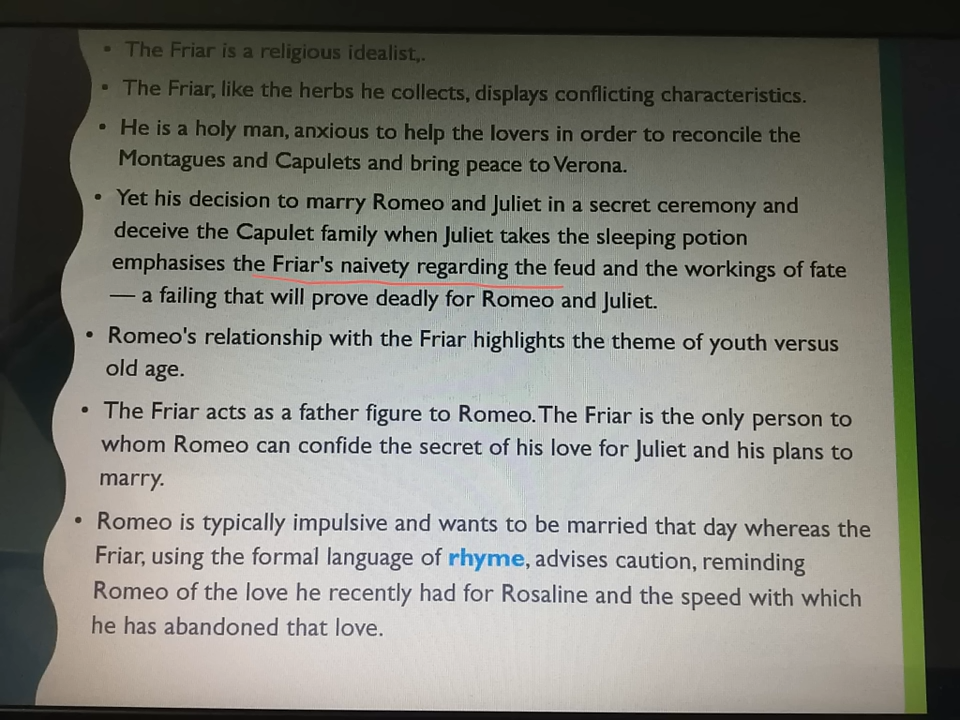 • The Friar is a religious idealist,.
• The Friar, like the herbs he collects, displays conflicting characteristics.
• He is a holy man, anxious to help the lovers in order to reconcile the
Montagues and Capulets and bring peace to Verona.
• Yet his decision to marry Romeo and Juliet in a secret ceremony and
deceive the Capulet family when Juliet takes the sleeping potion
emphasises the Friar's naivety regarding the feud and the workings of fate
— a failing that will prove deadly for Romeo and Juliet.
• Romeo's relationship with the Friar highlights the theme of youth versus
old age.
• The Friar acts as a father figure to Romeo. The Friar is the only person to
whom Romeo can confide the secret of his love for Juliet and his plans to
marry.
• Romeo is typically impulsive and wants to be married that day whereas the
Friar, using the formal language of rhyme, advises caution, reminding
Romeo of the love he recently had for Rosaline and the speed with which
he has abandoned that love.